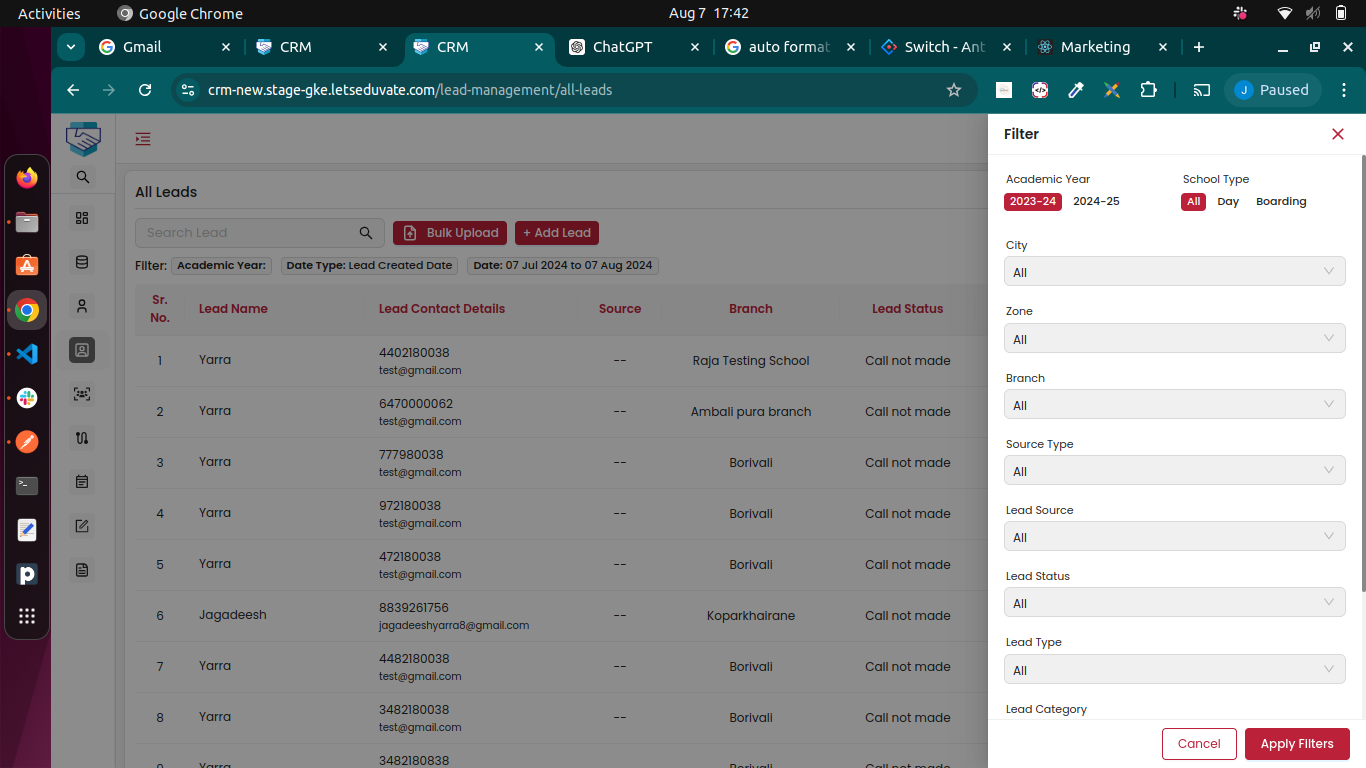 Activities
Google Chrome
Aug 7 17:42
Gmail
CRM
CRM
ChatGPT
auto format
Switch - Ant
Marketing
crm-new.stage-gke.letseduvate.com/lead-management/all-leads
J Paused
All Leads
Search Lead
Bulk Upload
+ Add Lead
Filter: Academic Year: Date Type: Lead Created Date Date: 07 Jul 2024 to 07 Aug 2024
Sr. No. Lead Name Lead Contact Details Source Branch Lead Status
1 Yarra 4402180038 -- Raja Testing School Call not made
test@gmail.com
2 Yarra 6470000062 -- Ambali pura branch Call not made
test@gmail.com
3 Yarra 777980038 -- Borivali Call not made
test@gmail.com
4 Yarra 972180038 -- Borivali Call not made
test@gmail.com
5 Yarra 472180038 -- Borivali Call not made
test@gmail.com
6 Jagadeesh 8839261756 -- Koparkhairane Call not made
jagadeeshyarra8@gmail.com
7 Yarra 4482180038 -- Borivali Call not made
test@gmail.com
8 Yarra 3482180038 -- Borivali Call not made
test@gmail.com
3482180838
Filter
Academic Year
2023-24 2024-25
School Type
All Day Boarding
City
All
Zone
All
Branch
All
Source Type
All
Lead Source
All
Lead Status
All
Lead Type
All
Lead Category
Cancel
Apply Filters